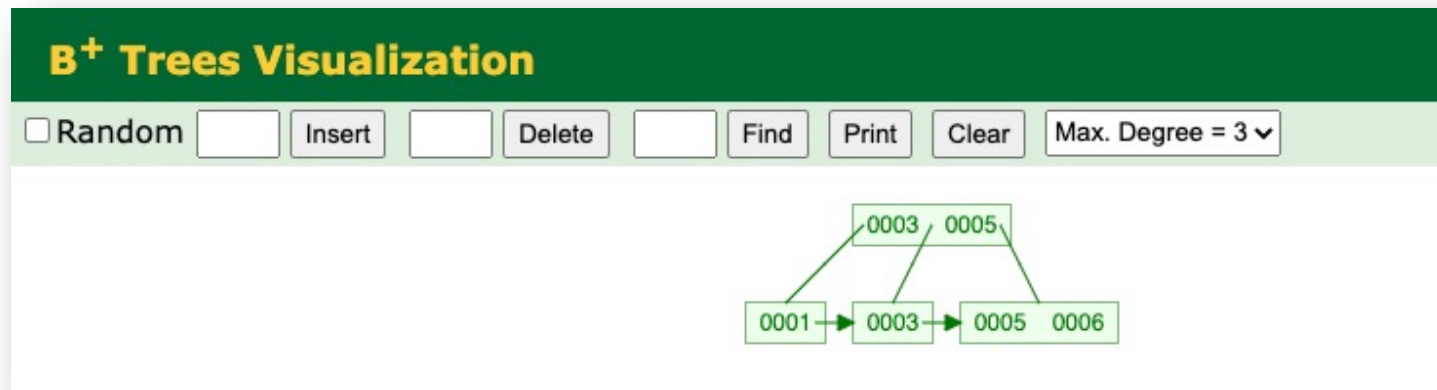 B+ Trees Visualization
Random Insert Delete Find Print Clear Max. Degree = 3
0003 0005
0001 0003 0005 0006